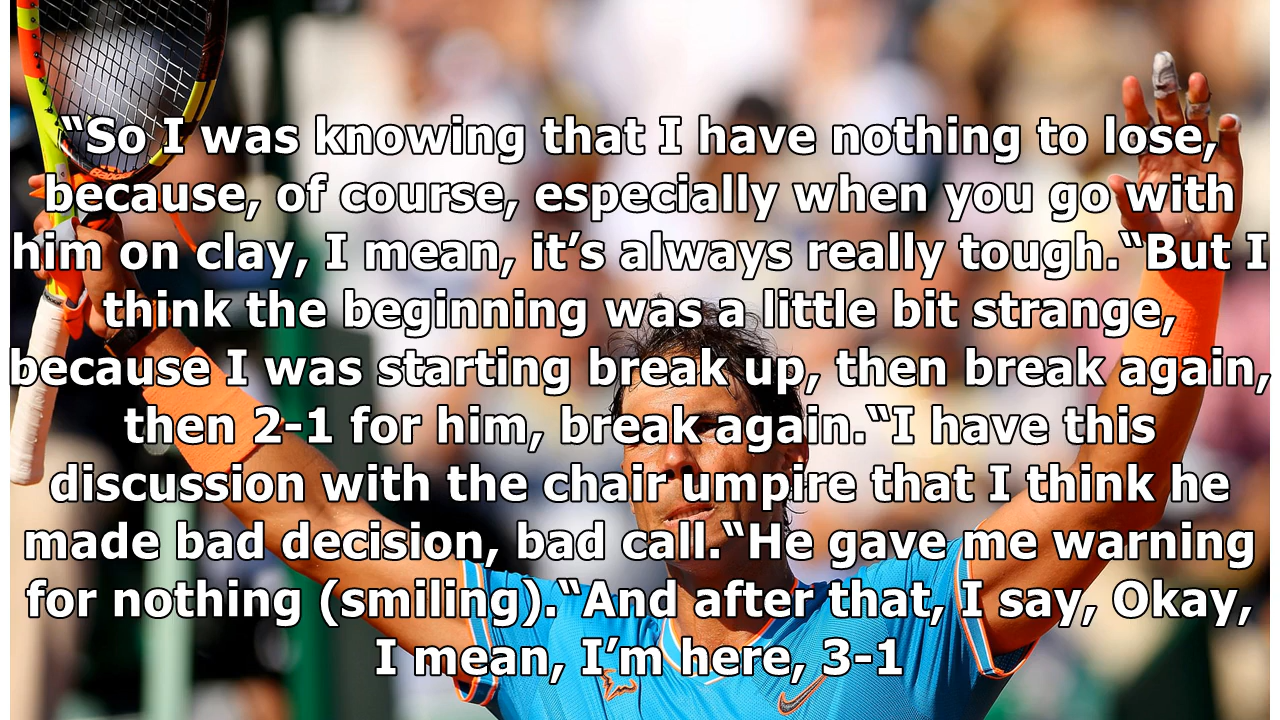 “So I was knowing that I have nothing to lose,
because, of course, especially when you go with
him on clay, I mean, it’s always really tough.“But I
think the beginning was a little bit strange,
because I was starting break up, then break again,
then 2-1 for him, break again.“I have this
discussion with the chair umpire that I think he
made bad decision, bad call.“He gave me warning
for nothing (smiling).“And after that, I say, Okay,
I mean, I’m here, 3-1